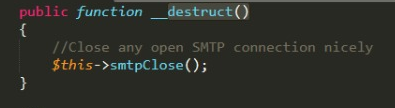 public function __destruct()
{
//Close any open SMTP connection nicely
$this->smtpClose();
}